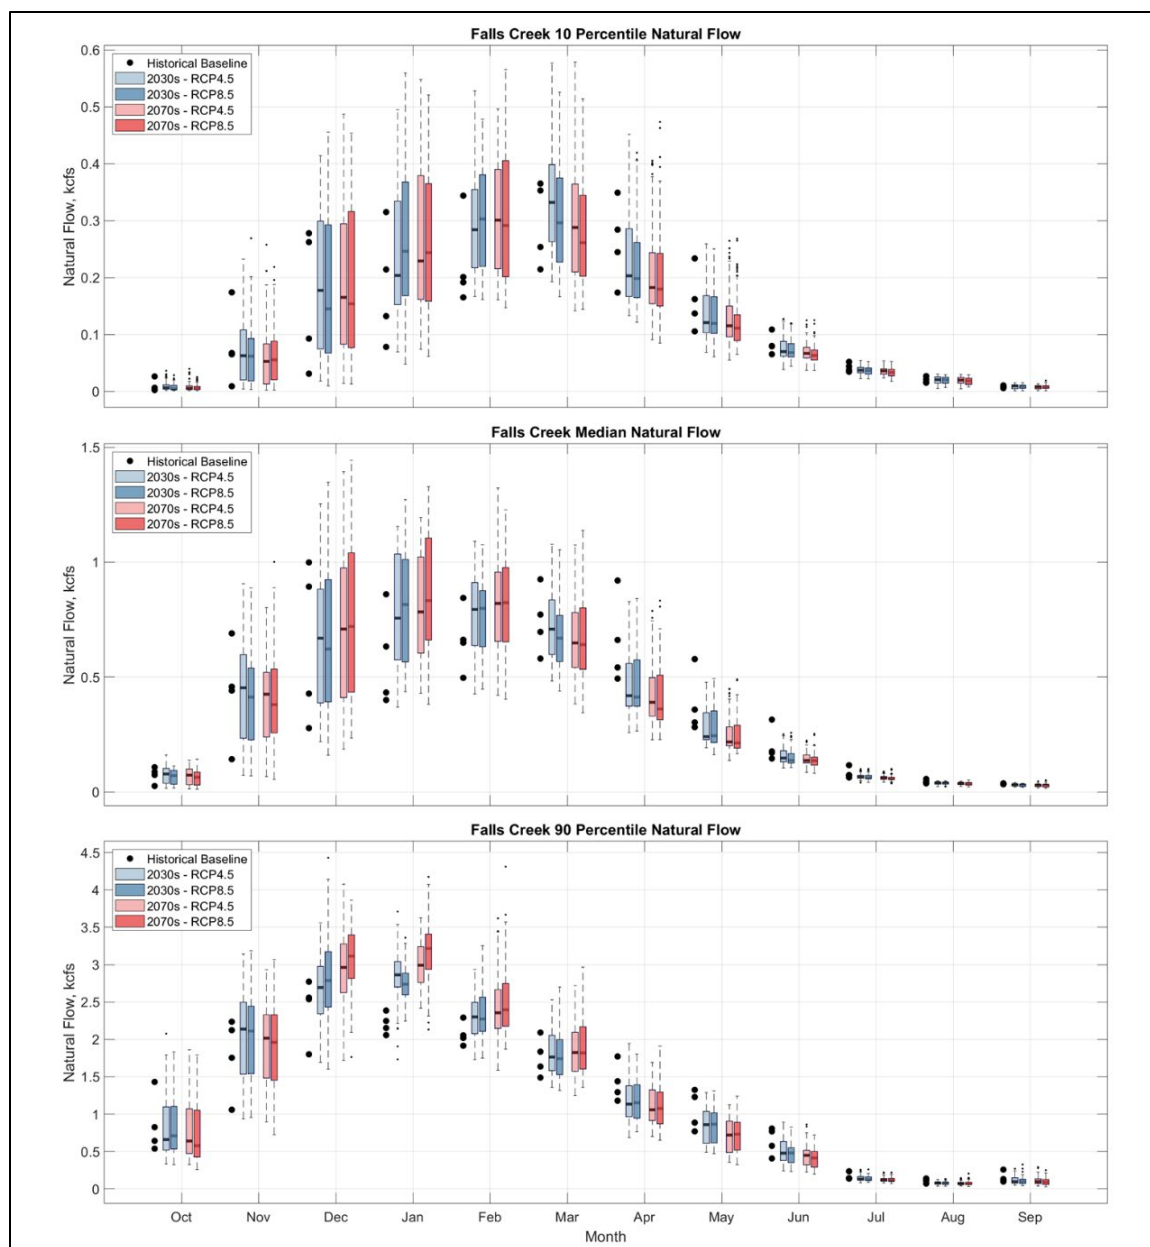 Falls Creek 10 Percentile Natural Flow
Natural Flow, kcfs
0.6
0.5
0.4
0.3
0.2
0.1
0
Historical Baseline
2030s - RCP4.5
2030s - RCP8.5
2070s - RCP4.5
2070s - RCP8.5
Falls Creek Median Natural Flow
Natural Flow, kcfs
1.5
1
0.5
0
Historical Baseline
2030s - RCP4.5
2030s - RCP8.5
2070s - RCP4.5
2070s - RCP8.5
Falls Creek 90 Percentile Natural Flow
Natural Flow, kcfs
4.5
4
3.5
3
2.5
2
1.5
1
0.5
0
Historical Baseline
2030s - RCP4.5
2030s - RCP8.5
2070s - RCP4.5
2070s - RCP8.5
Oct Nov Dec Jan Feb Mar Apr May Jun Jul Aug Sep
Month